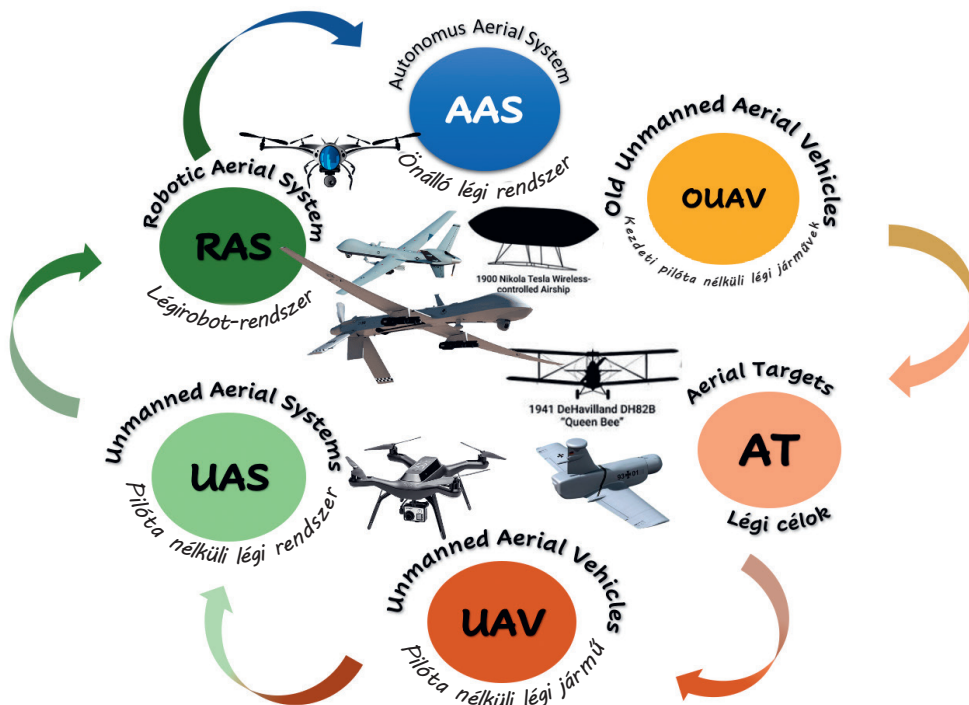 Autonomus Aerial System
AAS
Önálló légi rendszer
Old Unmanned Aerial Vehicles
OUAV
Kezdeti pilóta nélküli légi járművek
Robotic Aerial System
RAS
Légirobot-rendszer
1900 Nikola Tesla Wireless-
controlled Airship
1941 DeHavilland DH82B
"Queen Bee"
Aerial Targets
AT
Légi célok
Unmanned Aerial Systems
UAS
Pilóta nélküli légi rendszer
93 01
Unmanned Aerial Vehicles
UAV
Pilóta nélküli légi jármű